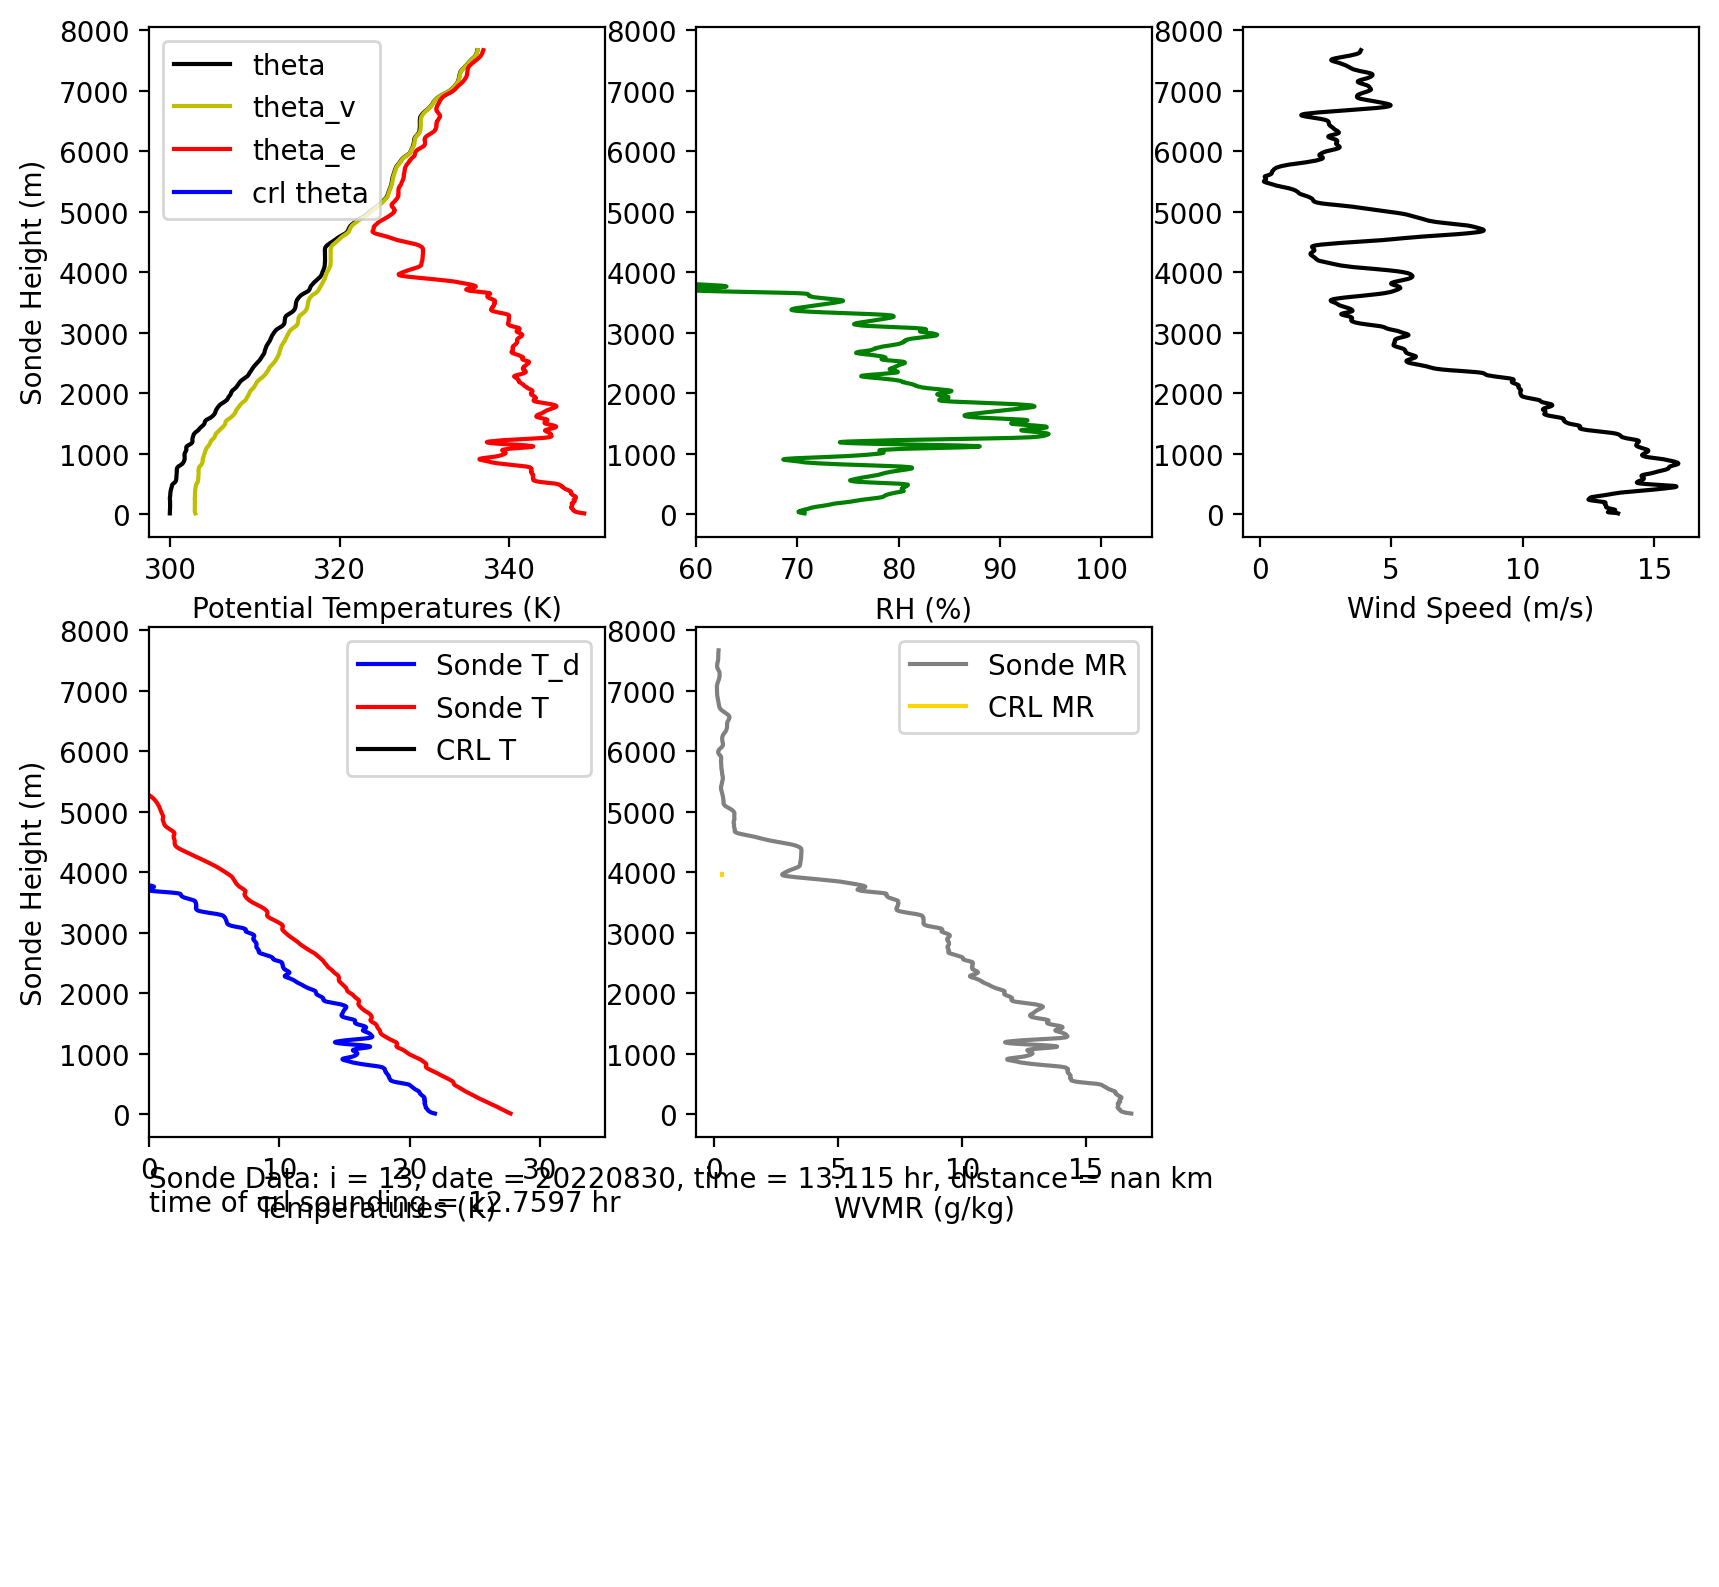 8000
7000
6000
5000
4000
3000
2000
1000
0
Sonde Height (m)
theta
theta_v
theta_e
crl theta
300 320 340
Potential Temperatures (K)
8000
7000
6000
5000
4000
3000
2000
1000
0
60 70 80 90 100
RH (%)
8000
7000
6000
5000
4000
3000
2000
1000
0
0 5 10 15
Wind Speed (m/s)
8000
7000
6000
5000
4000
3000
2000
1000
0
Sonde Height (m)
Sonde T_d
Sonde T
CRL T
0 10 20 30
Temperatures (K)
8000
7000
6000
5000
4000
3000
2000
1000
0
Sonde MR
CRL MR
0 5 10 15
WVMR (g/kg)
Sonde Data: i = 13, date = 20220830, time = 13.115 hr, distance = nan km
time of crl sounding = 12.7597 hr